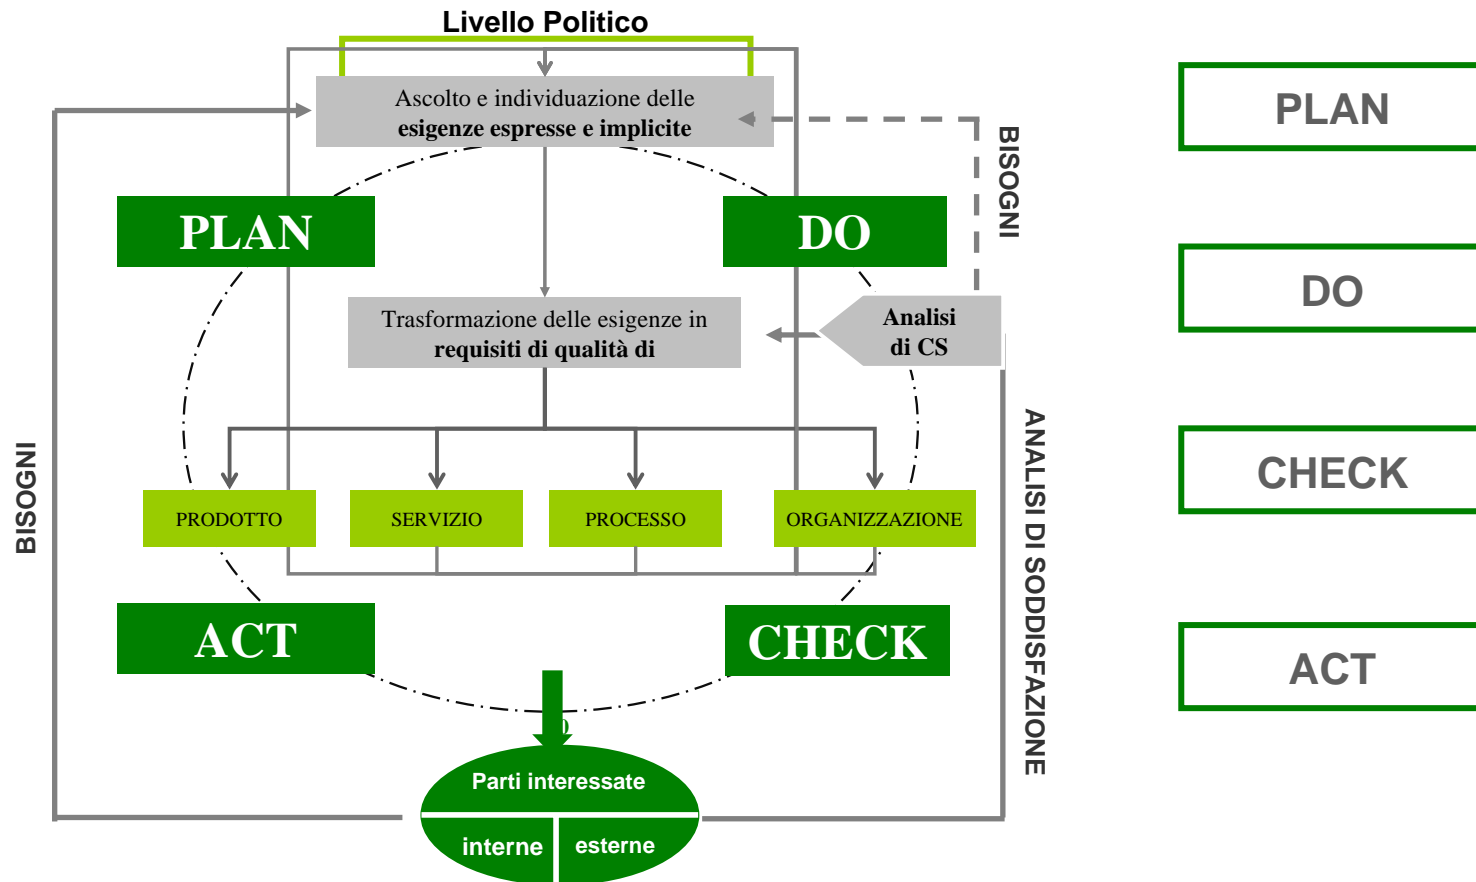 Livello Politico
Ascolto e individuazione delle
esigenze espresse e implicite
BISOGNI
PLAN
DO
Trasformazione delle esigenze in
requisiti di qualità di
Analisi
di CS
BISOGNI
ANALISI DI SODDISFAZIONE
PRODOTTO
SERVIZIO
PROCESSO
ORGANIZZAZIONE
ACT
CHECK
Parti interessate
interne
esterne
PLAN
DO
CHECK
ACT